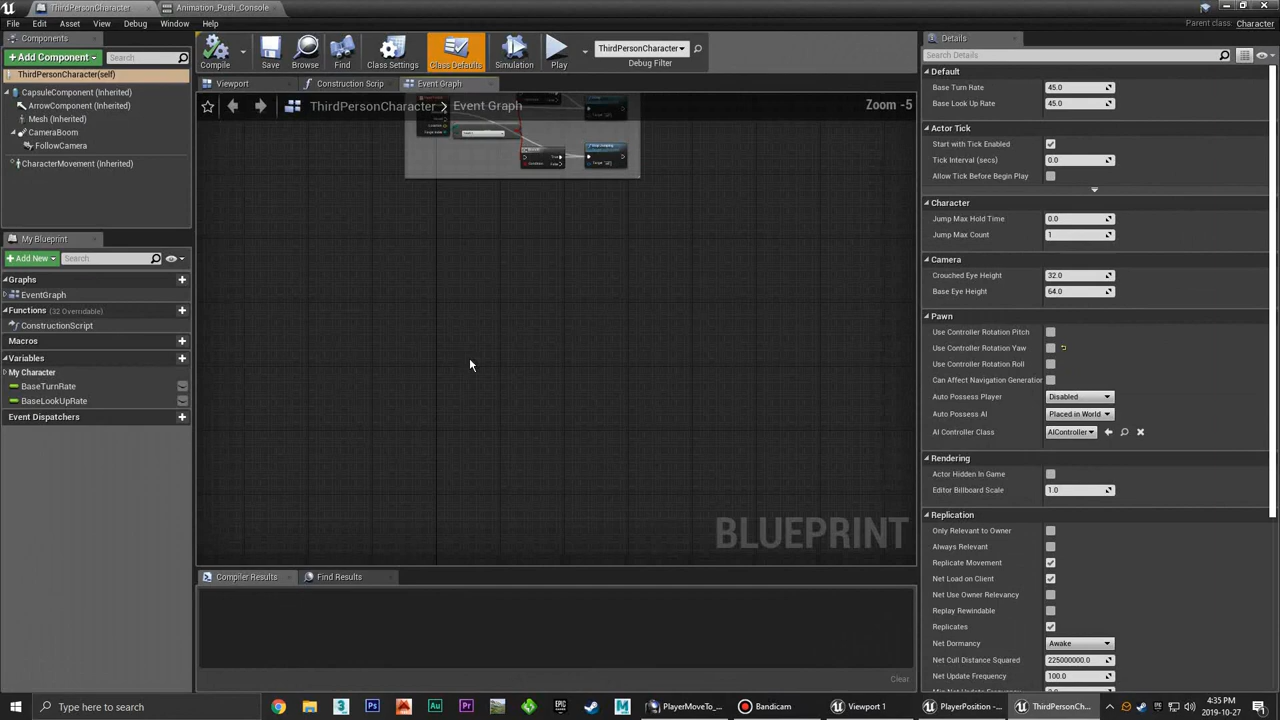 ThirdPersonCharacter
Animation_Push_Console
File Edit Asset View Debug Window Help
Parent class: Character
Components
+Add Component Search
ThirdPersonCharacter(self)
CapsuleComponent (Inherited)
ArrowComponent (Inherited)
Mesh (Inherited)
CameraBoom
FollowCamera
CharacterMovement (Inherited)
My Blueprint
+Add New Search
Graphs
EventGraph
Functions (32 Overridable)
ConstructionScript
Macros
Variables
My Character
BaseTurnRate
BaseLookUpRate
Event Dispatchers
Compile Save Browse Find Class Settings Class Defaults Simulation Play
ThirdPersonCharacter
Debug Filter
Viewport Construction Scrip Event Graph
ThirdPersonCharacter > Event Graph
Zoom -5
BLUEPRINT
Compiler Results Find Results
Clear
Details
Search Details
Default
Base Turn Rate 45.0
Base Look Up Rate 45.0
Actor Tick
Start with Tick Enabled
Tick Interval (secs) 0.0
Allow Tick Before Begin Play
Character
Jump Max Hold Time 0.0
Jump Max Count 1
Camera
Crouched Eye Height 32.0
Base Eye Height 64.0
Pawn
Use Controller Rotation Pitch
Use Controller Rotation Yaw
Use Controller Rotation Roll
Can Affect Navigation Generation
Auto Possess Player Disabled
Auto Possess AI Placed in World
AI Controller Class AIController
Rendering
Actor Hidden In Game
Editor Billboard Scale 1.0
Replication
Only Relevant to Owner
Always Relevant
Replicate Movement
Net Load on Client
Net Use Owner Relevancy
Replay Rewindable
Replicates
Net Dormancy Awake
Net Cull Distance Squared 225000000.0
Net Update Frequency 100.0
Type here to search
PlayerMoveTo_...
Bandicam
Viewport 1
PlayerPosition -...
ThirdPersonCh...
4:35 PM
2019-10-27